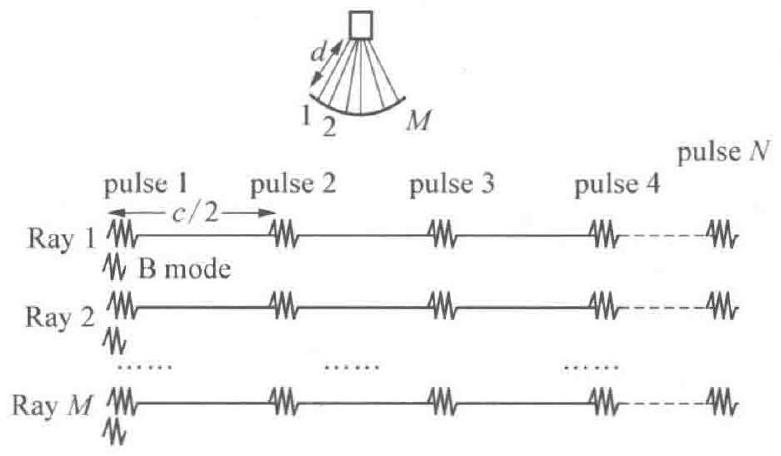 d
1 2 M
pulse N
pulse 1 pulse 2 pulse 3 pulse 4
c/2
Ray 1
B mode
Ray 2
...... ...... ......
Ray M